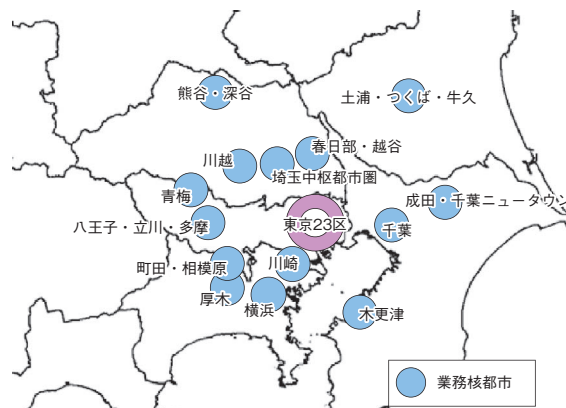 熊谷・深谷
土浦・つくば・牛久
春日部・越谷
川越
埼玉中枢都市圏
青梅
成田・千葉ニュータウン
八王子・立川・多摩
東京23区
千葉
町田・相模原
川崎
厚木
横浜
木更津
業務核都市